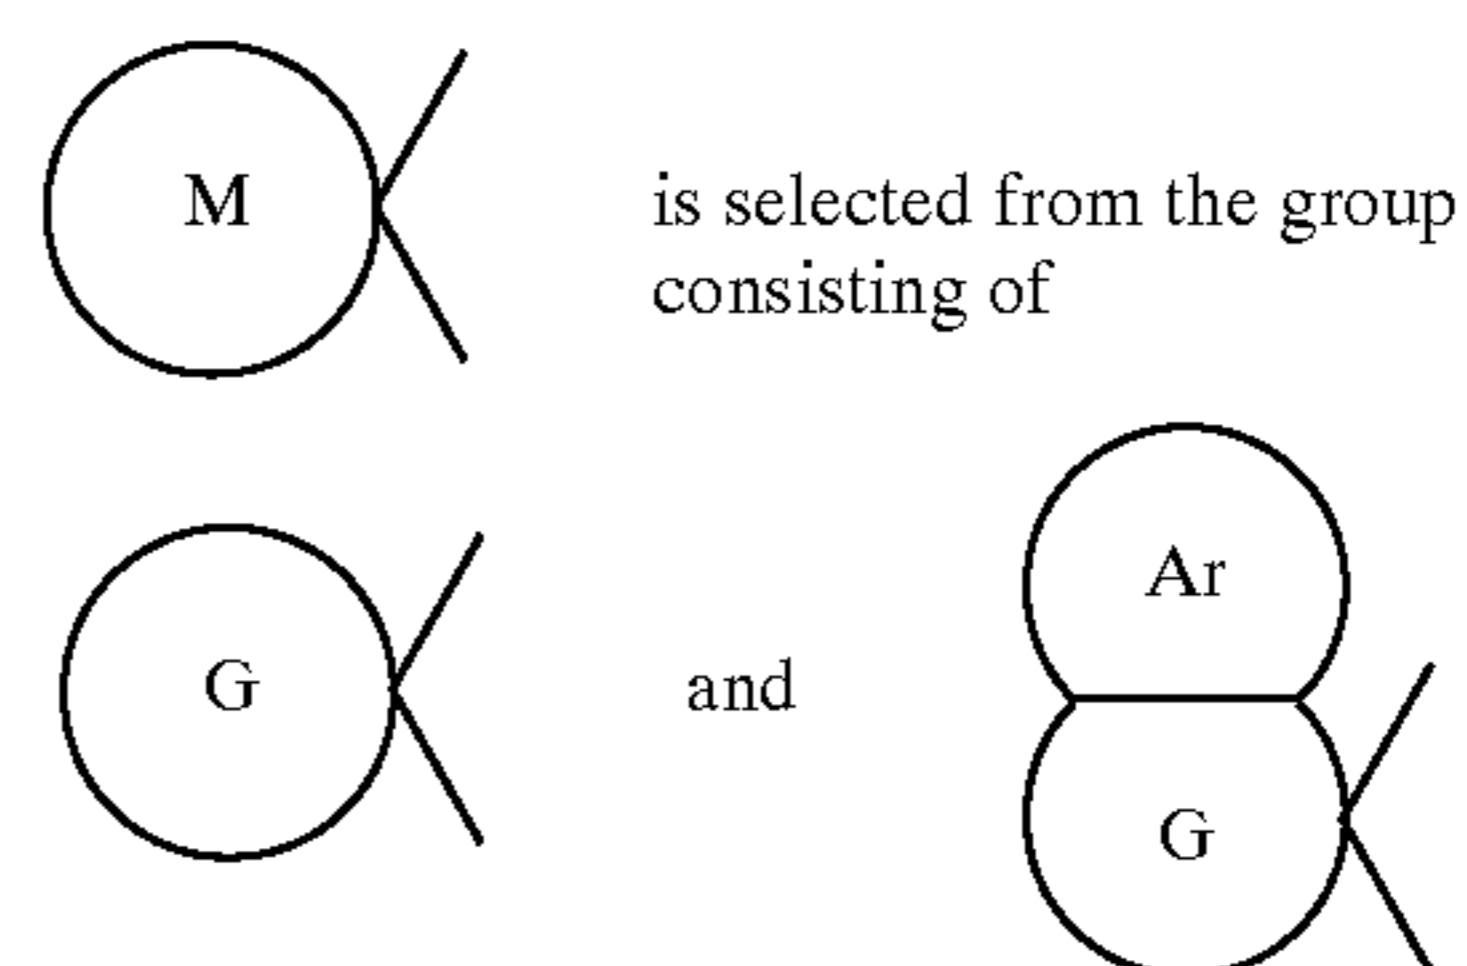 M
is selected from the group
consisting of
G
and
Ar
G